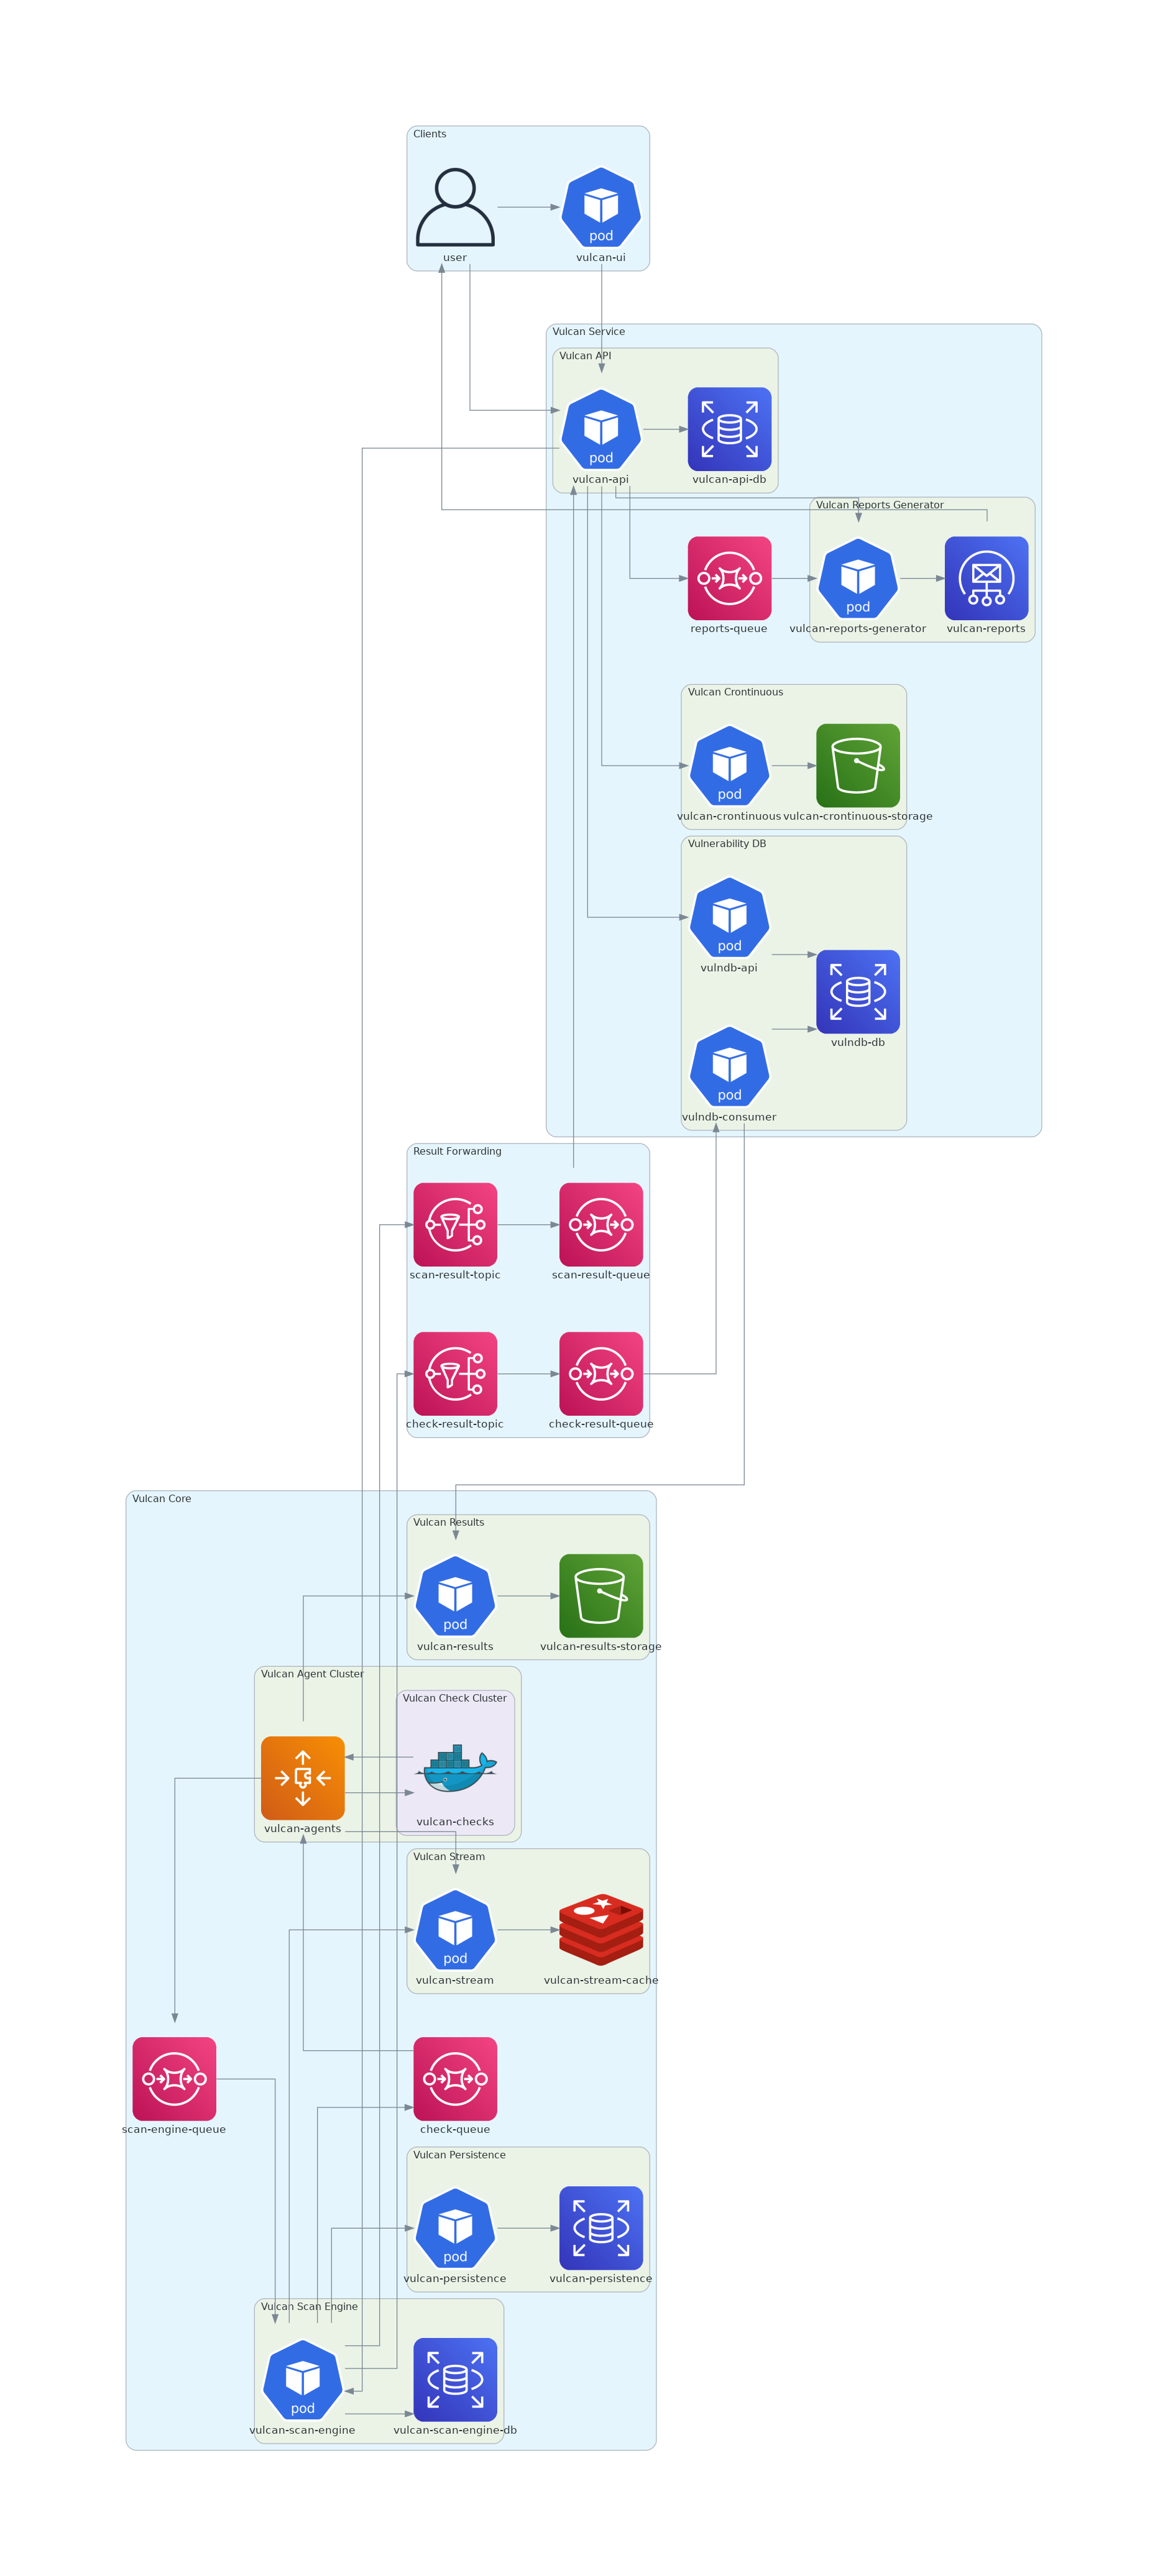 Clients
pod
user
vulcan-ui
Vulcan Service
Vulcan API
pod
vulcan-api
vulcan-api-db
Vulcan Reports Generator
pod
reports-queue
vulcan-reports-generator
vulcan-reports
Vulcan Crontinuous
pod
vulcan-crontinuous
vulcan-crontinuous-storage
Vulnerability DB
pod
vulndb-api
vulndb-db
pod
vulndb-consumer
Result Forwarding
scan-result-topic
scan-result-queue
check-result-topic
check-result-queue
Vulcan Core
Vulcan Results
pod
vulcan-results
vulcan-results-storage
Vulcan Agent Cluster
Vulcan Check Cluster
vulcan-checks
vulcan-agents
Vulcan Stream
pod
vulcan-stream
vulcan-stream-cache
scan-engine-queue
check-queue
Vulcan Persistence
pod
vulcan-persistence
vulcan-persistence
Vulcan Scan Engine
pod
vulcan-scan-engine
vulcan-scan-engine-db